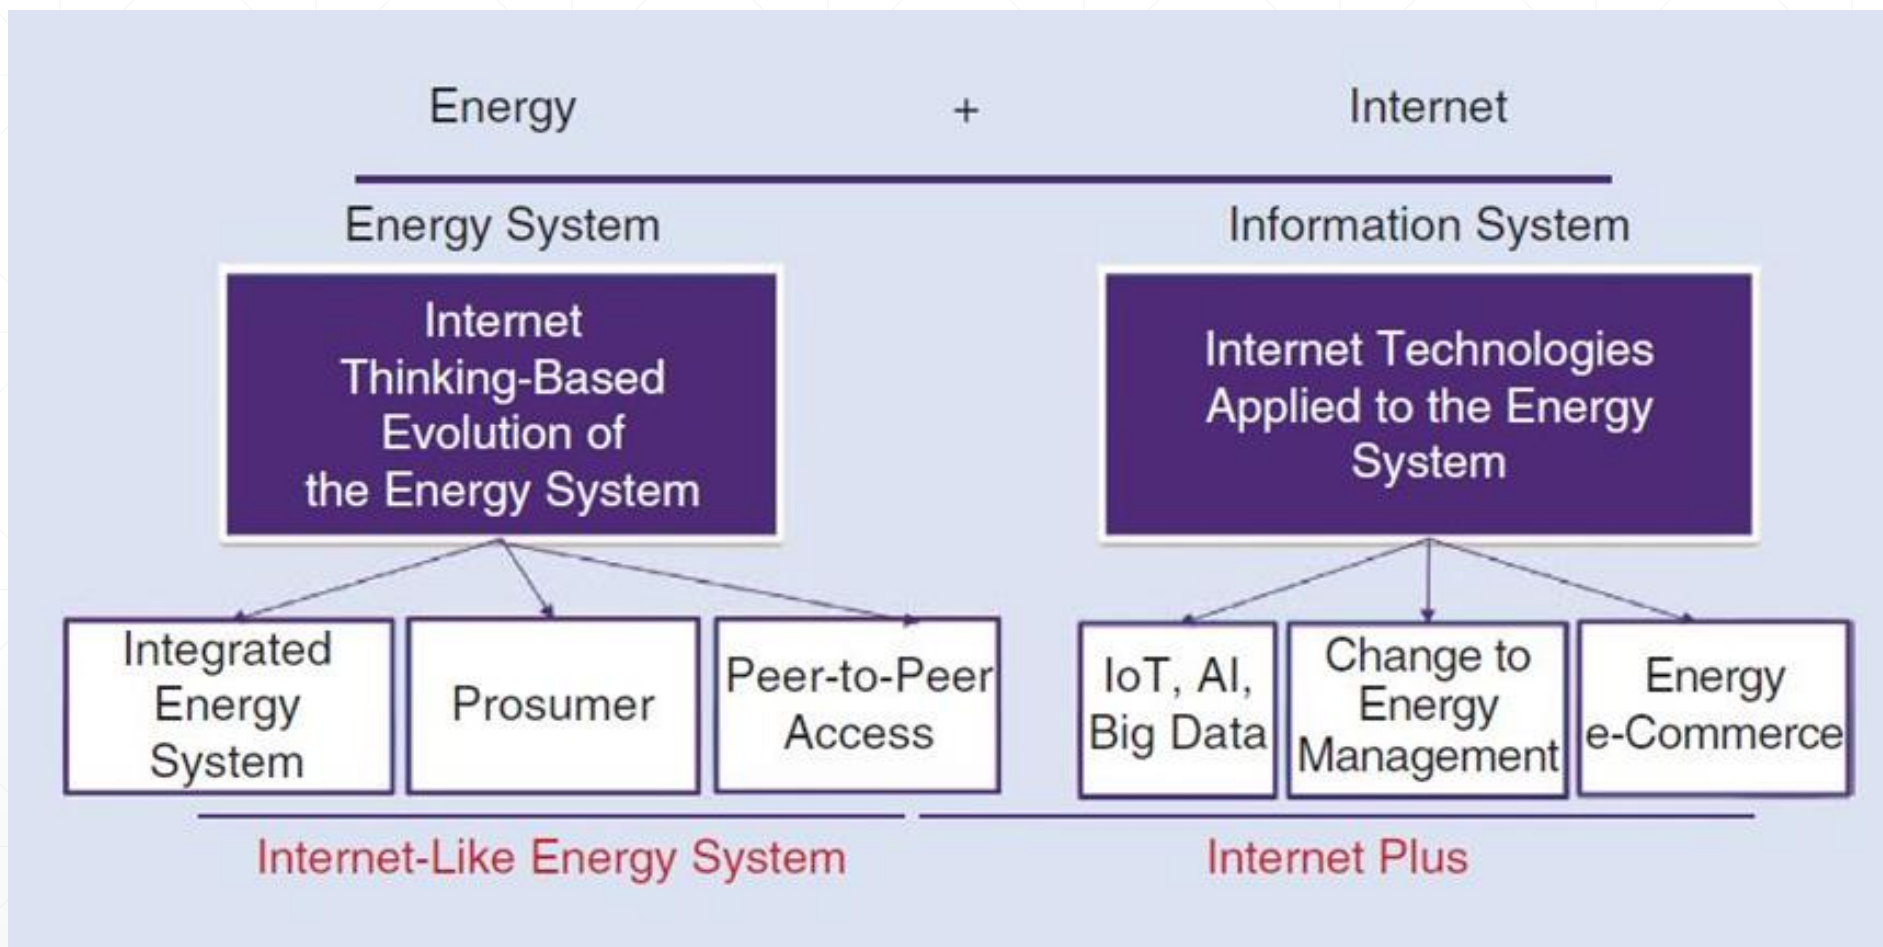 Energy + Internet
Energy System
Information System
Internet
Thinking-Based
Evolution of
the Energy System
Internet Technologies
Applied to the Energy
System
Integrated
Energy
System
Prosumer
Peer-to-Peer
Access
IoT, AI,
Big Data
Change to
Energy
Management
Energy
e-Commerce
Internet-Like Energy System
Internet Plus